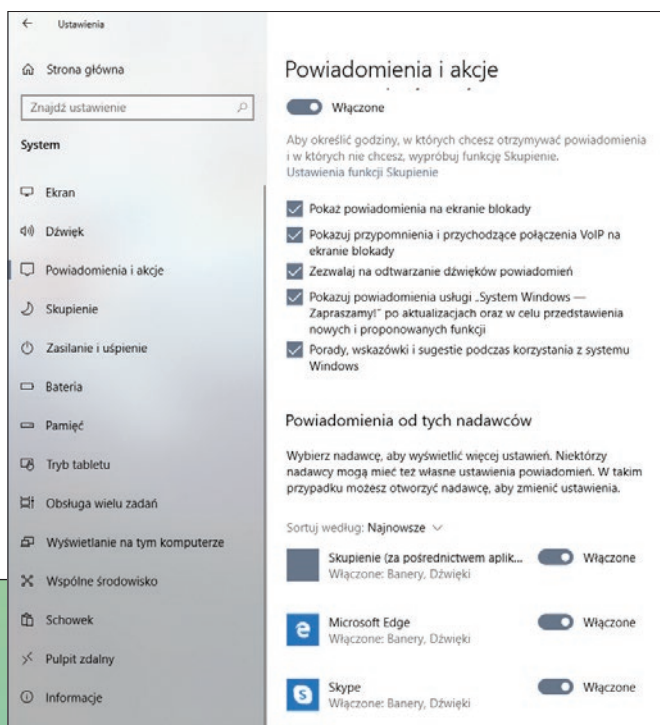 Ustawienia
Strona główna
Znajdź ustawienie
System
Ekran
Dźwięk
Powiadomienia i akcje
Skupienie
Zasilanie i uśpienie
Bateria
Pamięć
Tryb tabletu
Obsługa wielu zadań
Wyświetlanie na tym komputerze
Wspólne środowisko
Schowek
Pulpit zdalny
Informacje
Powiadomienia i akcje
Włączone
Aby określić godziny, w których chcesz otrzymywać powiadomienia
i w których nie chcesz, wypróbuj funkcję Skupienie.
Ustawienia funkcji Skupienie
Pokaż powiadomienia na ekranie blokady
Pokazuj przypomnienia i przychodzące połączenia VoIP na
ekranie blokady
Zezwalaj na odtwarzanie dźwięków powiadomień
Pokazuj powiadomienia usługi „System Windows —
Zapraszamy!” po aktualizacjach oraz w celu przedstawienia
nowych i proponowanych funkcji
Porady, wskazówki i sugestie podczas korzystania z systemu
Windows
Powiadomienia od tych nadawców
Wybierz nadawcę, aby wyświetlić więcej ustawień. Niektórzy
nadawcy mogą mieć też własne ustawienia powiadomień. W takim
przypadku możesz otworzyć nadawcę, aby zmienić ustawienia.
Sortuj według: Najnowsze
Skupienie (za pośrednictwem aplik... Włączone
Włączone: Banery, Dźwięki
Microsoft Edge Włączone
Włączone: Banery, Dźwięki
Skype Włączone
Włączone: Banery, Dźwięki